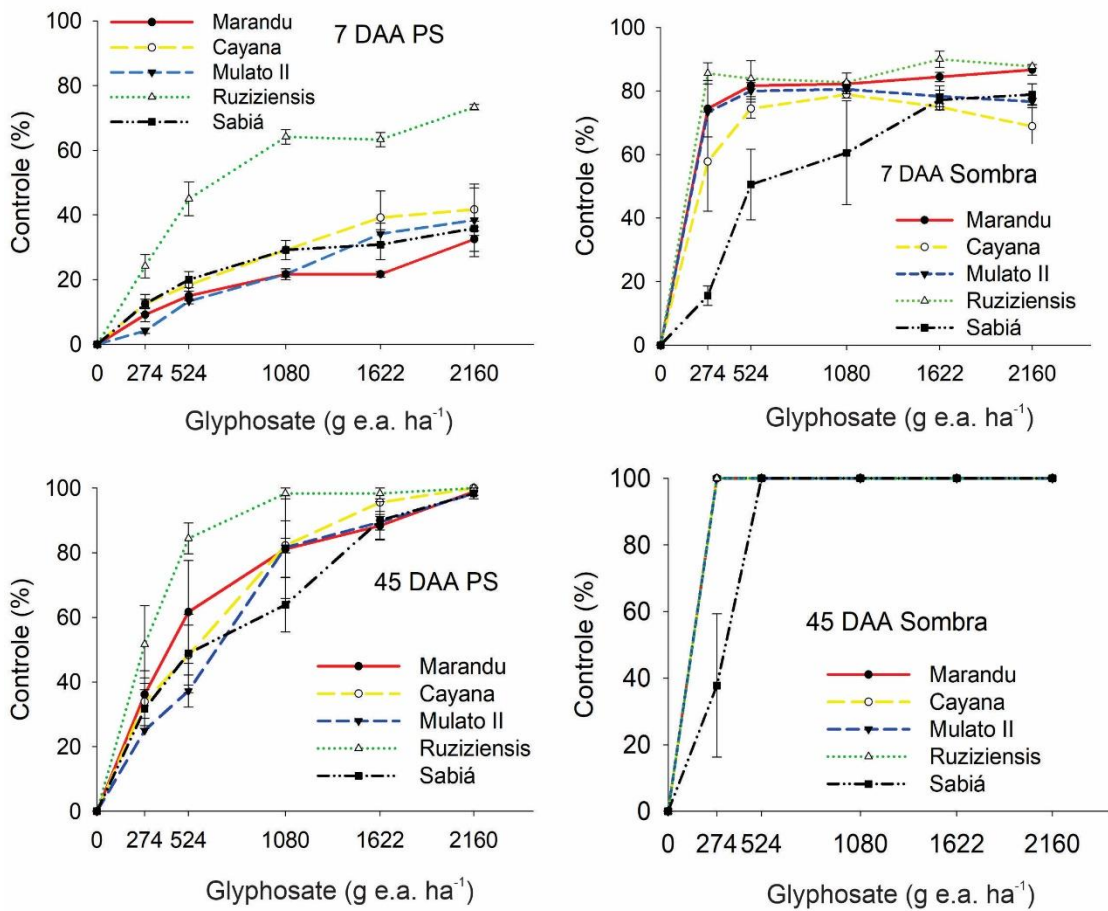 100
80
60
40
20
0
Controle (%)
Marandu
Cayana
Mulato II
Ruziziensis
Sabiá
7 DAA PS
0 274 524 1080 1622 2160
Glyphosate (g e.a. ha⁻¹)
100
80
60
40
20
0
Controle (%)
7 DAA Sombra
Marandu
Cayana
Mulato II
Ruziziensis
Sabiá
0 274 524 1080 1622 2160
Glyphosate (g e.a. ha⁻¹)
100
80
60
40
20
0
Controle (%)
45 DAA PS
Marandu
Cayana
Mulato II
Ruziziensis
Sabiá
0 274 524 1080 1622 2160
Glyphosate (g e.a. ha⁻¹)
100
80
60
40
20
0
Controle (%)
45 DAA Sombra
Marandu
Cayana
Mulato II
Ruziziensis
Sabiá
0 274 524 1080 1622 2160
Glyphosate (g e.a. ha⁻¹)